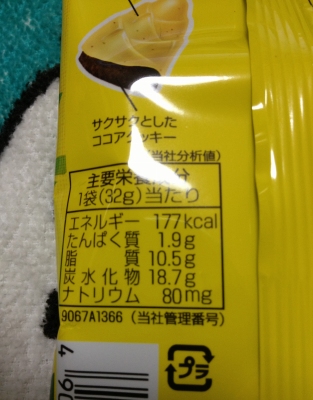 サクサクとした
ココアクッキー
(当社分析値)
主要栄養成分
1袋(32g)当たり
エネルギー 177kcal
たんぱく質 1.9g
脂質 10.5g
炭水化物 18.7g
ナトリウム 80mg
9067A1366 (当社管理番号)
プラ
4 90